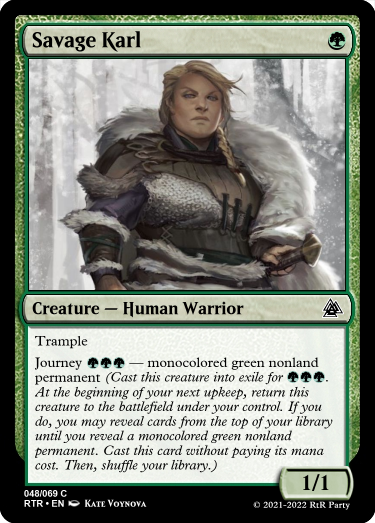 Savage Karl
Creature — Human Warrior
Trample
Journey — monocolored green nonland
permanent (Cast this creature into exile for .
At the beginning of your next upkeep, return this
creature to the battlefield under your control. If you
do, you may reveal cards from the top of your library
until you reveal a monocolored green nonland
permanent. Cast this card without paying its mana
cost. Then, shuffle your library.)
1/1
048/069 C
RTR • EN Kate Voynova
© 2021-2022 RtR Party